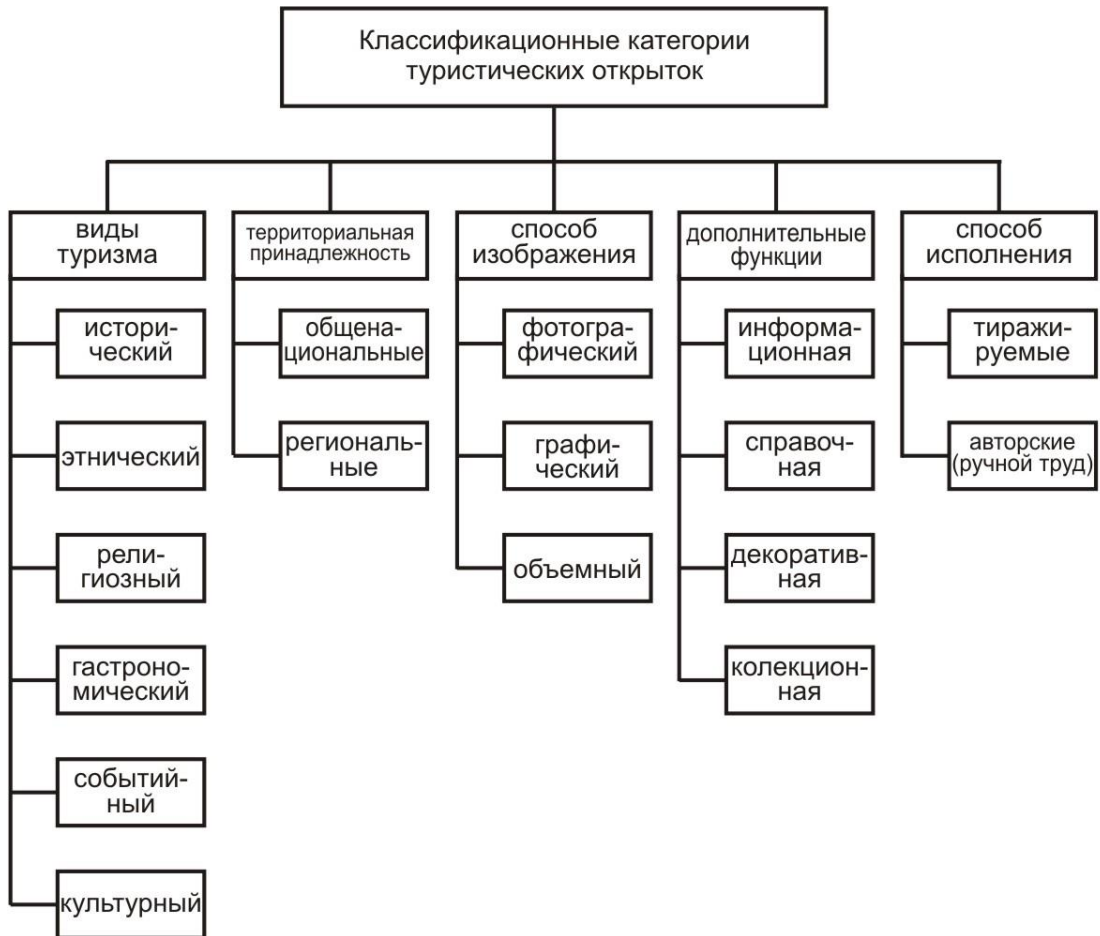 Классификационные категории
туристических открыток
виды
туризма
истори-
ческий
этнический
рели-
гиозный
гастроно-
мический
событий-
ный
культурный
территориальная
принадлежность
общена-
циональные
региональ-
ные
способ
изображения
фотогра-
фический
графи-
ческий
объемный
дополнительные
функции
информа-
ционная
справоч-
ная
декоратив-
ная
колекцион-
ная
способ
исполнения
тиражи-
руемые
авторские
(ручной труд)